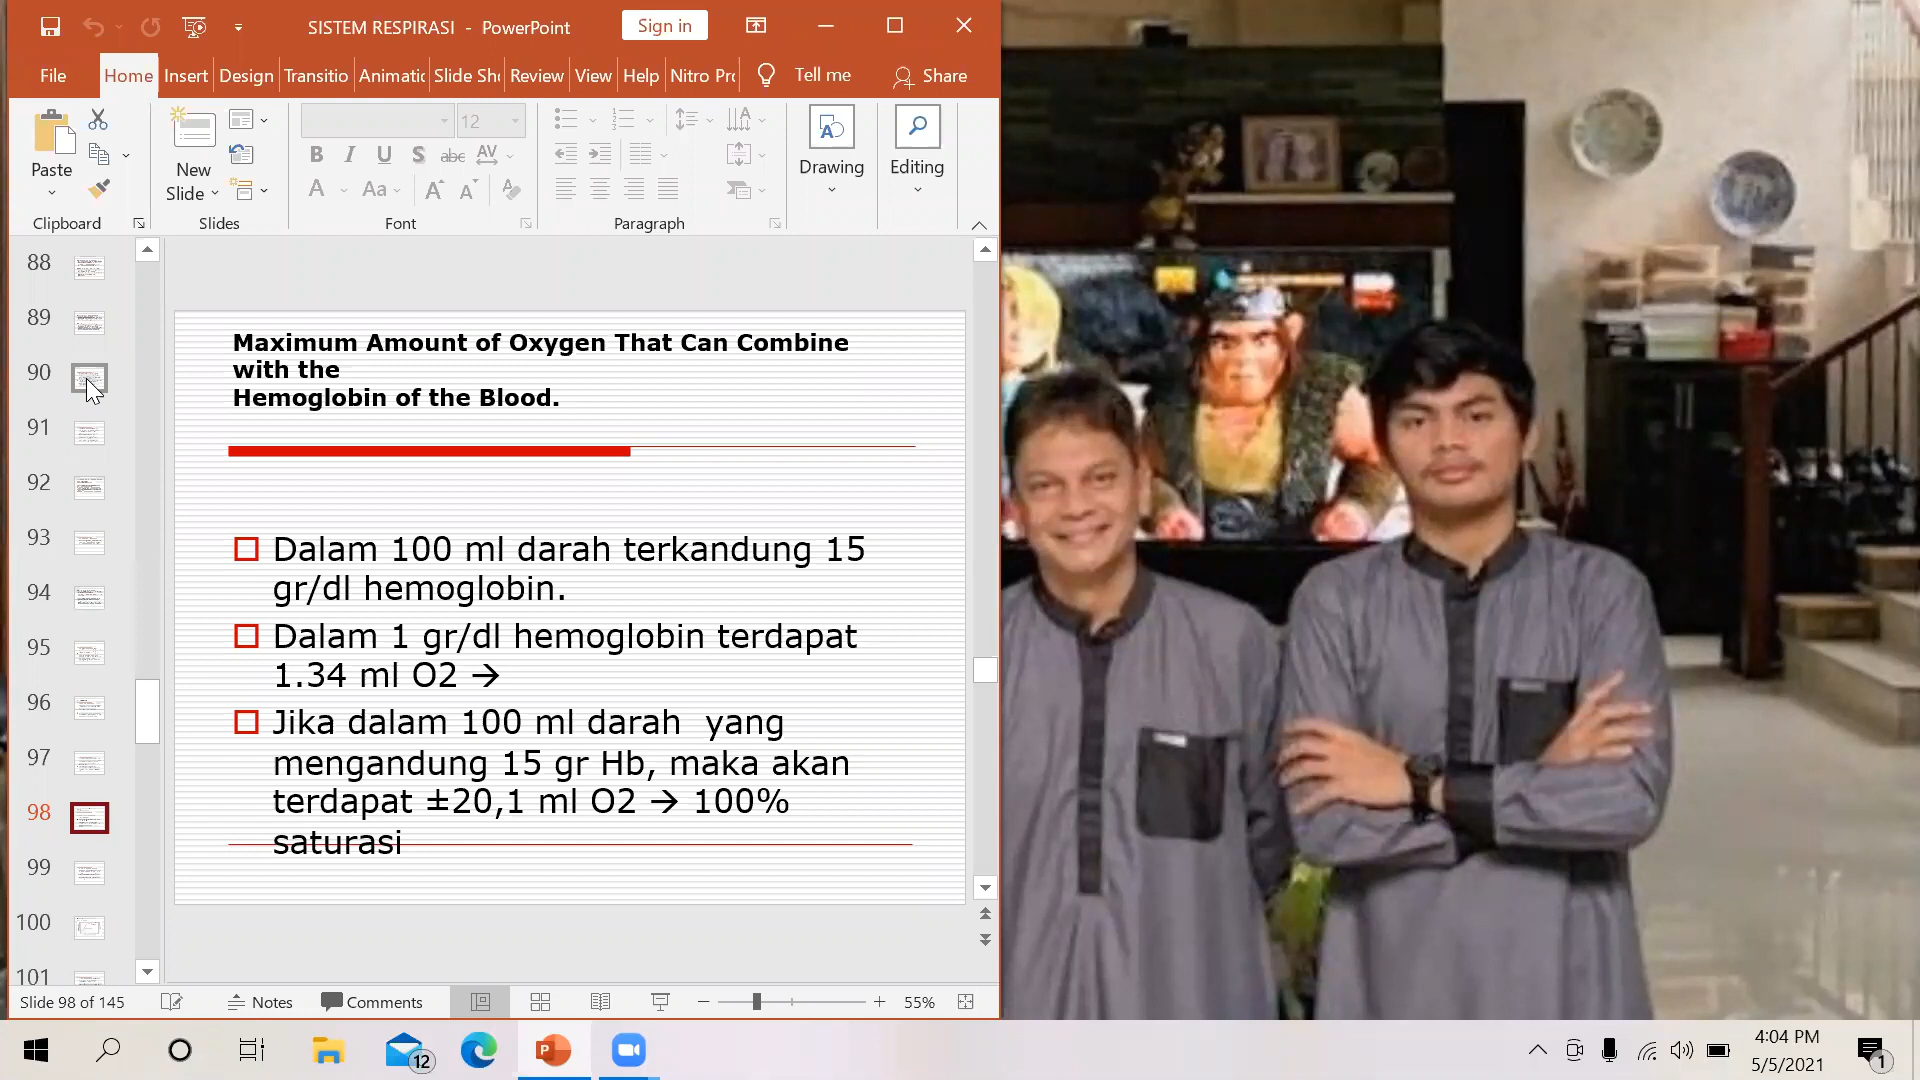 SISTEM RESPIRASI - PowerPoint
Sign in
File
Home
Insert
Design
Transitio
Animatic
Slide Sh
Review
View
Help
Nitro Pr
Tell me
Share
Paste
New
Slide
12
B I U S abc AV
A Aa A A
Drawing
Editing
Clipboard
Slides
Font
Paragraph
88
89
90
91
92
93
94
95
96
97
98
99
100
101
Maximum Amount of Oxygen That Can Combine
with the
Hemoglobin of the Blood.
Dalam 100 ml darah terkandung 15
gr/dl hemoglobin.
Dalam 1 gr/dl hemoglobin terdapat
1.34 ml O2 →
Jika dalam 100 ml darah yang
mengandung 15 gr Hb, maka akan
terdapat ±20,1 ml O2 → 100%
saturasi
Slide 98 of 145
Notes
Comments
55%
12
4:04 PM
5/5/2021
1